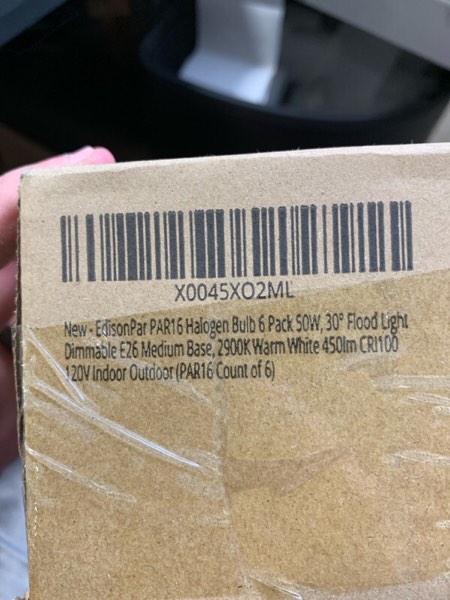 X0045XO2ML
New - EdisonPar PAR16 Halogen Bulb 6 Pack 50W, 30° Flood Light
Dimmable E26 Medium Base, 2900K Warm White 450lm CRI100
120V Indoor Outdoor (PAR16 Count of 6)